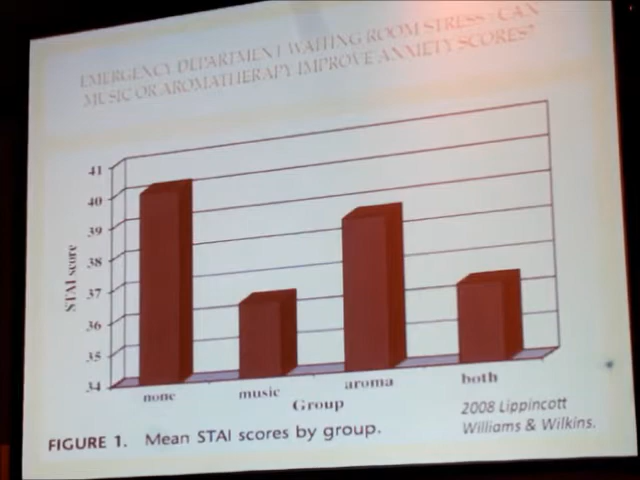 EMERGENCY DEPARTMENT WAITING ROOM STRESS: CAN
MUSIC OR AROMATHERAPY IMPROVE ANXIETY SCORES?
41
40
39
38
37
36
35
34
STAI score
none
music
aroma
both
Group
2008 Lippincott
Williams & Wilkins.
FIGURE 1. Mean STAI scores by group.